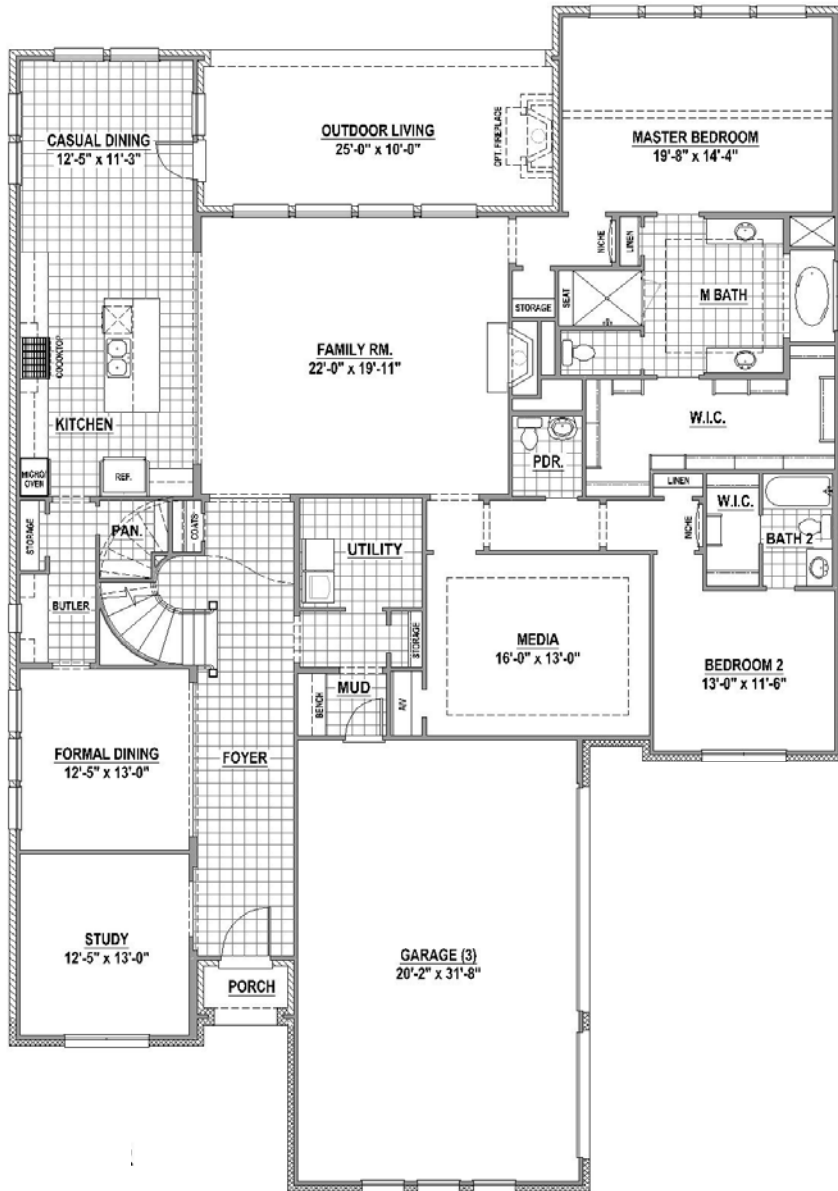 CASUAL DINING
12'-5" x 11'-3"
OUTDOOR LIVING
25'-0" x 10'-0"
OPT. FIREPLACE
MASTER BEDROOM
19'-8" x 14'-4"
NICHE
LINEN
STORAGE
SEAT
M BATH
COOKTOP
FAMILY RM.
22'-0" x 19'-11"
KITCHEN
W.I.C.
MICRO/
OVEN
REF.
PDR.
LINEN
W.I.C.
STORAGE
PAN.
COATS
UTILITY
NICHE
BATH 2
BUTLER
STORAGE
MEDIA
16'-0" x 13'-0"
BEDROOM 2
13'-0" x 11'-6"
BENCH
MUD
A/V
FORMAL DINING
12'-5" x 13'-0"
FOYER
STUDY
12'-5" x 13'-0"
GARAGE (3)
20'-2" x 31'-8"
PORCH